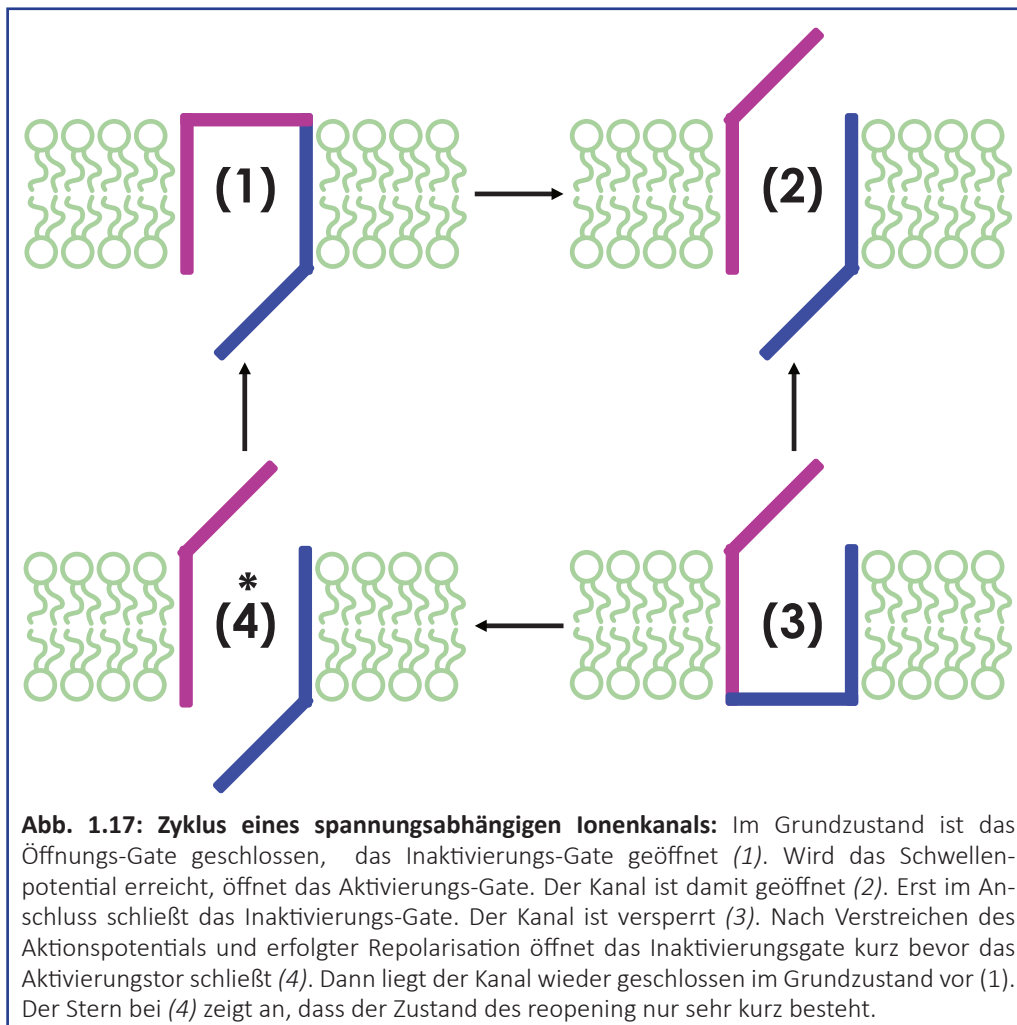 (1)
(2)
*
(4)
(3)
Abb. 1.17: Zyklus eines spannungsabhängigen Ionenkanals: Im Grundzustand ist das
Öffnungs-Gate geschlossen, das Inaktivierungs-Gate geöffnet (1). Wird das Schwellen-
potential erreicht, öffnet das Aktivierungs-Gate. Der Kanal ist damit geöffnet (2). Erst im An-
schluss schließt das Inaktivierungs-Gate. Der Kanal ist versperrt (3). Nach Verstreichen des
Aktionspotentials und erfolgter Repolarisation öffnet das Inaktivierungsgate kurz bevor das
Aktivierungstor schließt (4). Dann liegt der Kanal wieder geschlossen im Grundzustand vor (1).
Der Stern bei (4) zeigt an, dass der Zustand des reopening nur sehr kurz besteht.